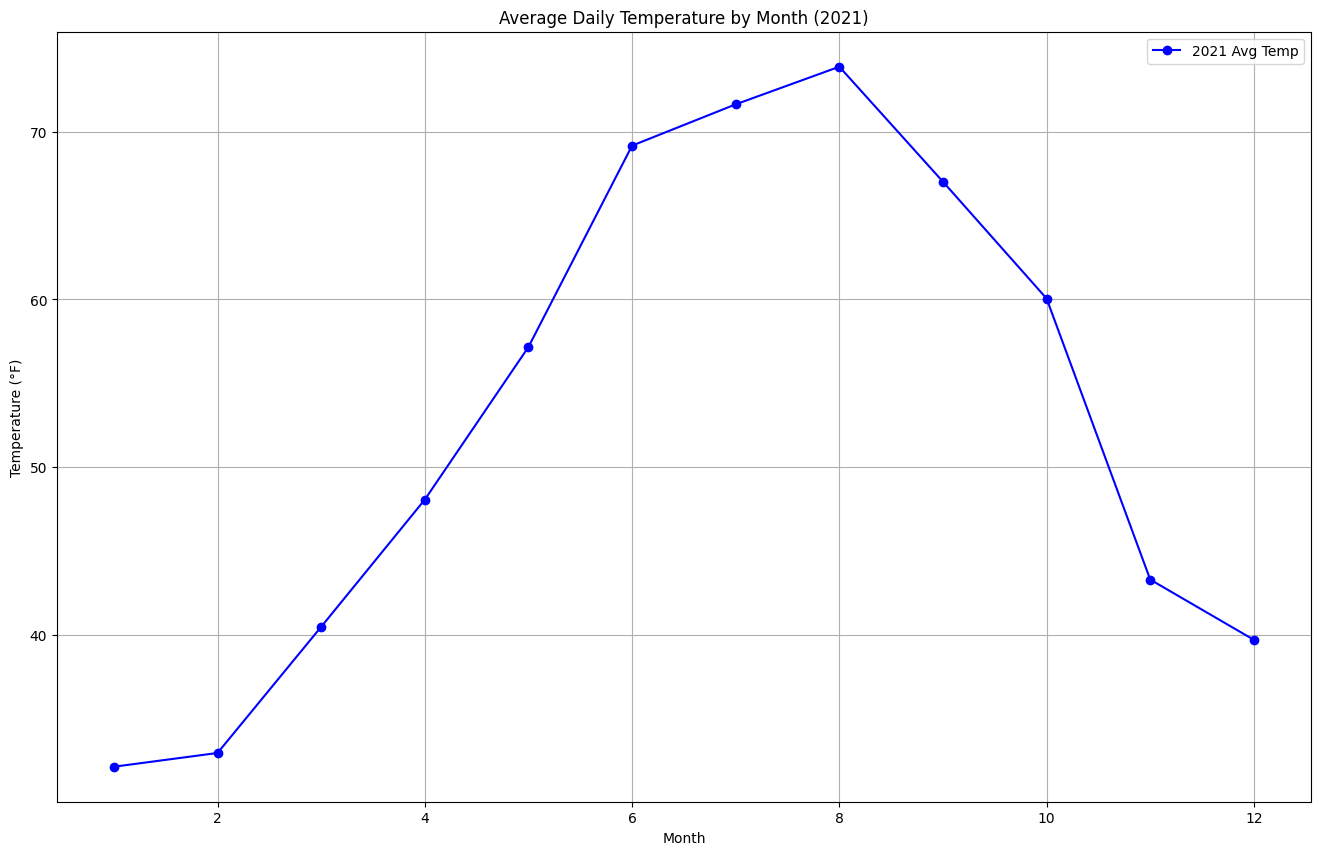 Average Daily Temperature by Month (2021)
2021 Avg Temp
Temperature (°F)
70
60
50
40
2 4 6 8 10 12
Month